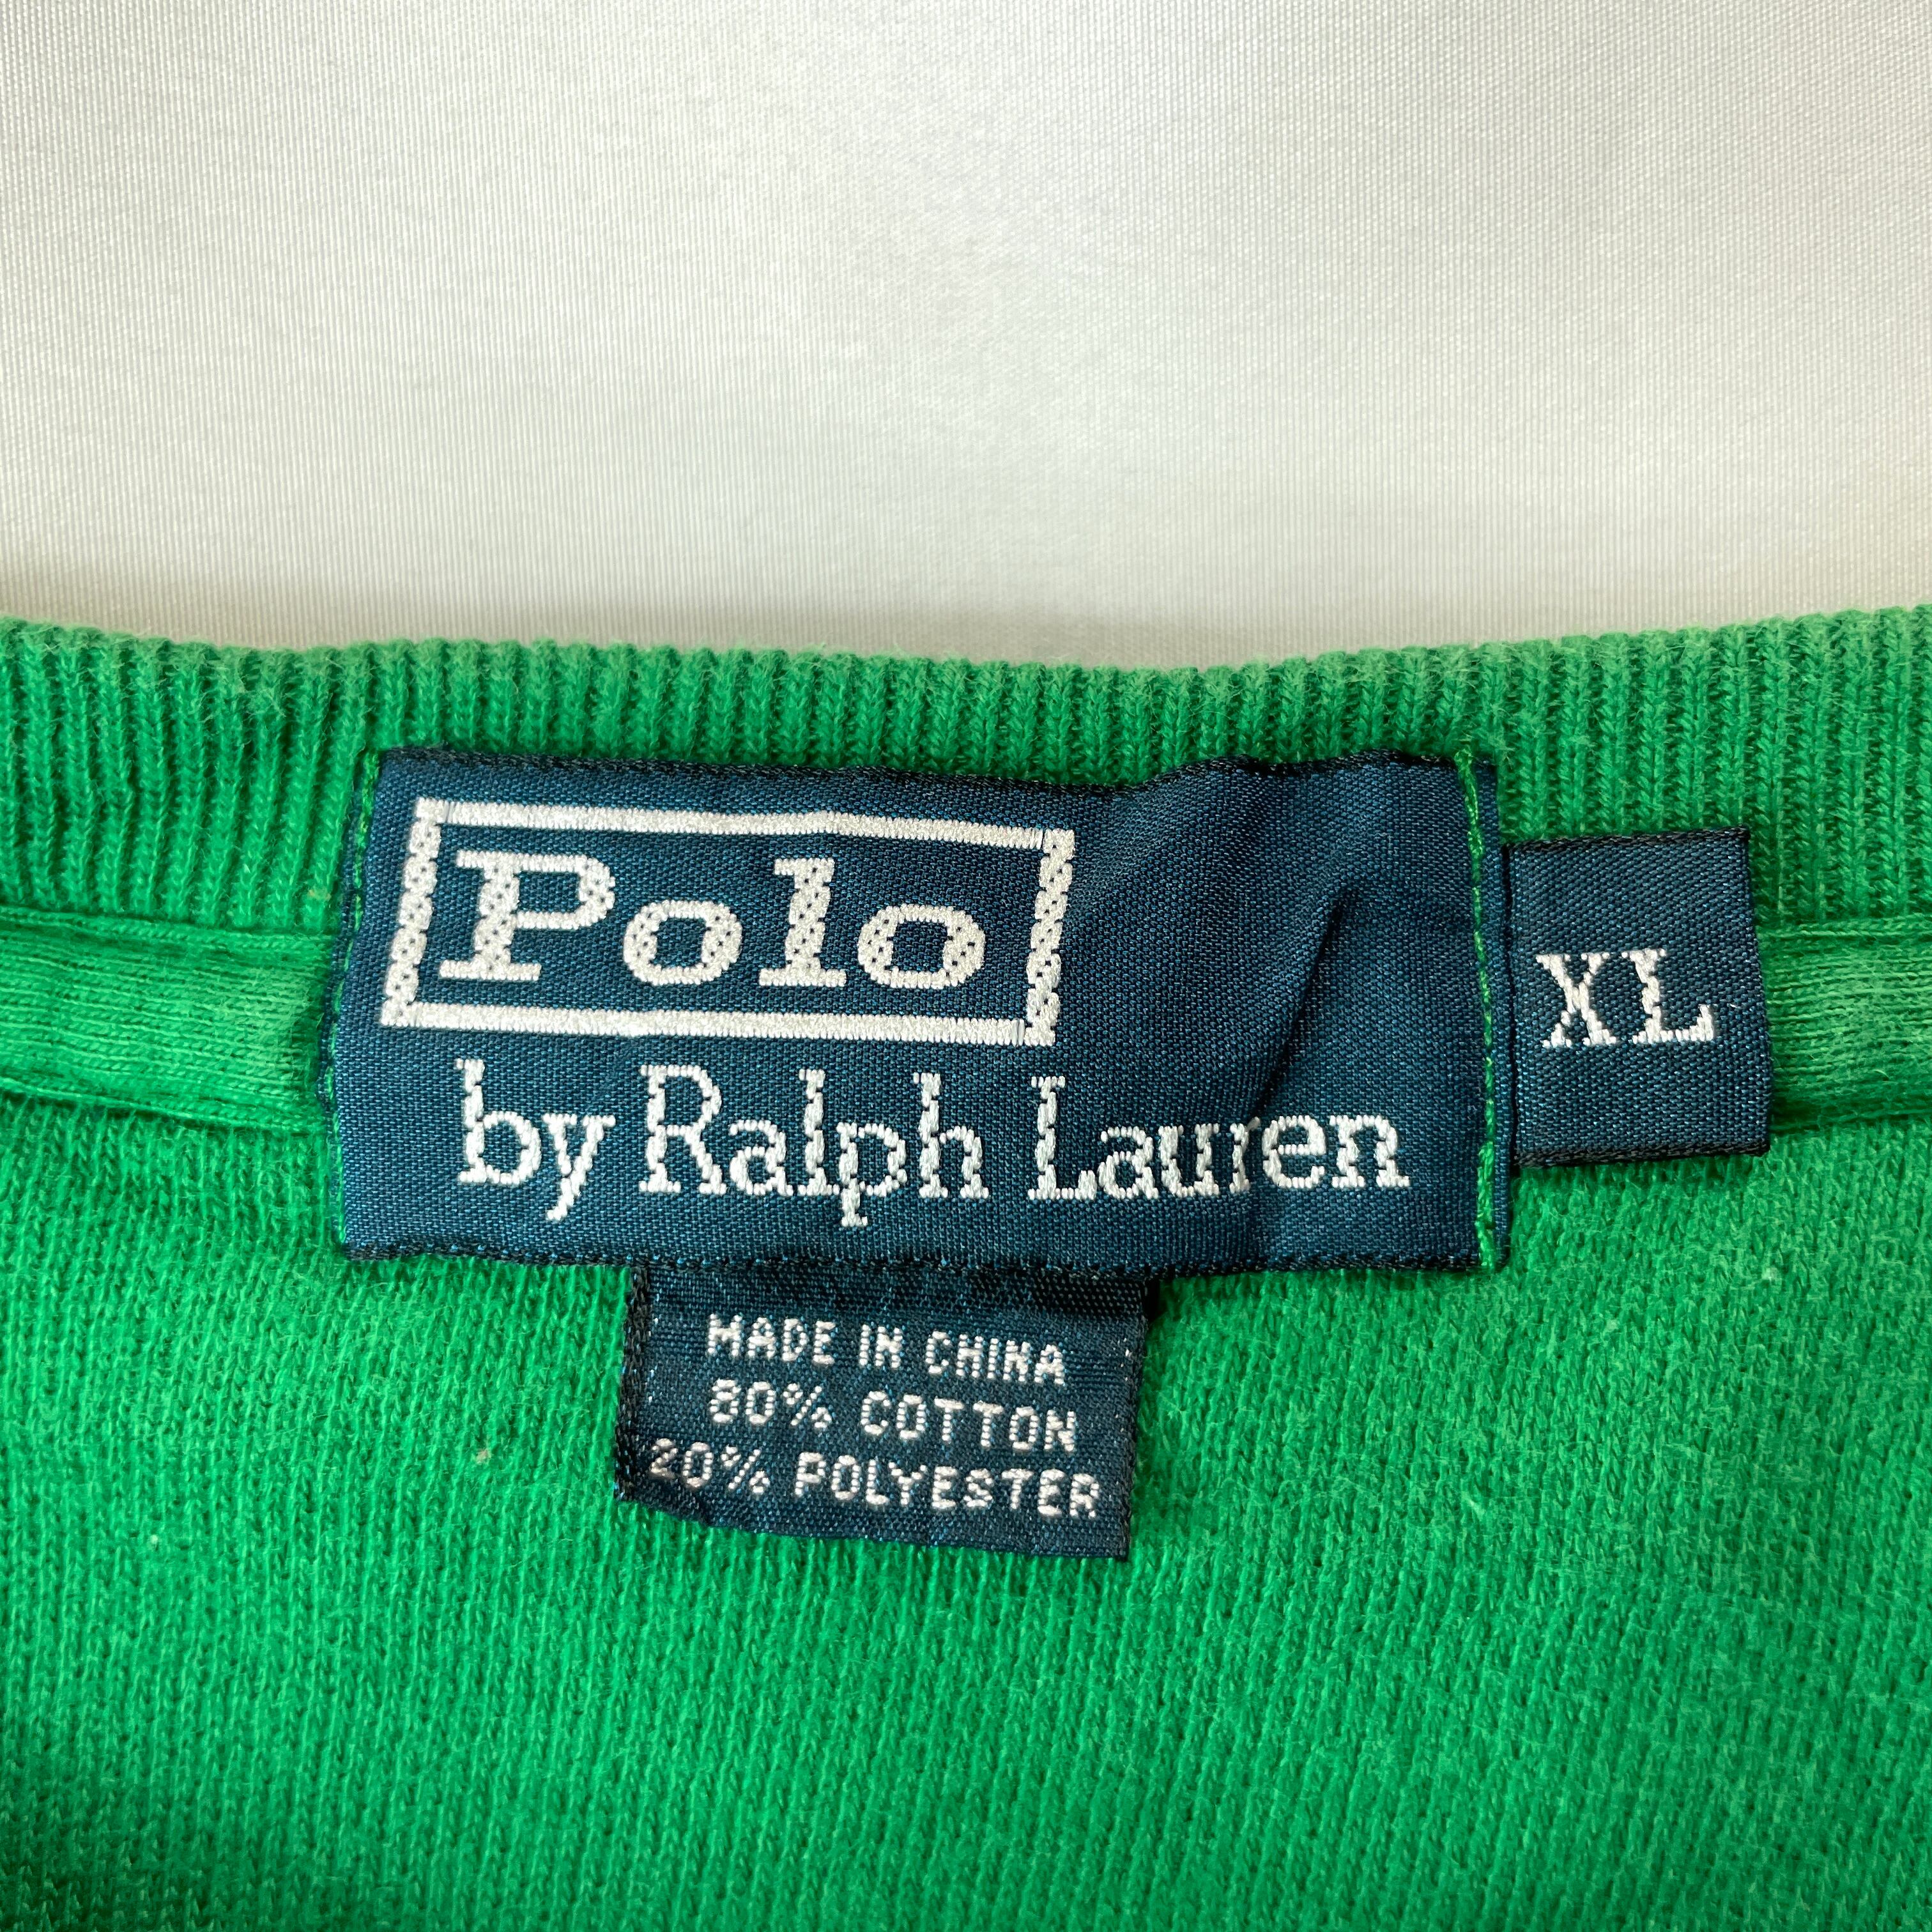 Polo
by Ralph Lauren
XL
MADE IN CHINA
80% COTTON
20% POLYESTER